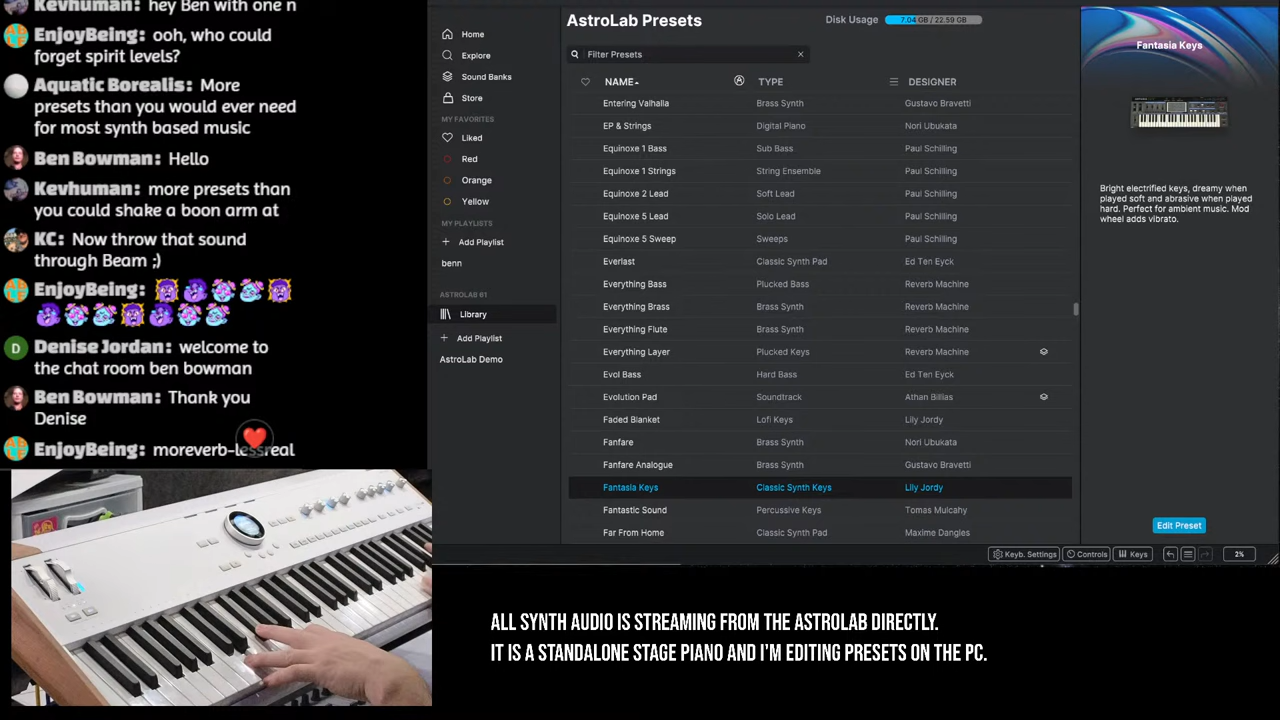 Kevhuman: hey Ben with one n
EnjoyBeing: ooh, who could
forget spirit levels?
Aquatic Borealis: More
presets than you would ever need
for most synth based music
Ben Bowman: Hello
Kevhuman: more presets than
you could shake a boon arm at
KC: Now throw that sound
through Beam ;)
EnjoyBeing:
D
Denise Jordan: welcome to
the chat room ben bowman
Ben Bowman: Thank you
Denise
EnjoyBeing: moreverb-lessreal
Home
Explore
Sound Banks
Store
MY FAVORITES
Liked
Red
Orange
Yellow
MY PLAYLISTS
+ Add Playlist
benn
ASTROLAB 01
Library
+ Add Playlist
AstroLab Demo
AstroLab Presets
Disk Usage 7.04 GB / 22.59 GB
Filter Presets
NAME TYPE DESIGNER
Entering Valhalla Brass Synth Gustavo Bravetti
EP & Strings Digital Piano Nori Ubukata
Equinoxe 1 Bass Sub Bass Paul Schilling
Equinoxe 1 Strings String Ensemble Paul Schilling
Equinoxe 2 Lead Soft Lead Paul Schilling
Equinoxe 5 Lead Solo Lead Paul Schilling
Equinoxe 5 Sweep Sweeps Paul Schilling
Everlast Classic Synth Pad Ed Ten Eyck
Everything Bass Plucked Bass Reverb Machine
Everything Brass Brass Synth Reverb Machine
Everything Flute Brass Synth Reverb Machine
Everything Layer Plucked Keys Reverb Machine
Evol Bass Hard Bass Ed Ten Eyck
Evolution Pad Soundtrack Athan Billias
Faded Blanket Lofi Keys Lily Jordy
Fanfare Brass Synth Nori Ubukata
Fanfare Analogue Brass Synth Gustavo Bravetti
Fantasia Keys Classic Synth Keys Lily Jordy
Fantastic Sound Percussive Keys Tomas Mulcahy
Far From Home Classic Synth Pad Maxime Dangles
Fantasia Keys
Bright electrified keys, dreamy when
played soft and abrasive when played
hard. Perfect for ambient music. Mod
wheel adds vibrato.
Edit Preset
Keyb. Settings Controls Keys 2%
ALL SYNTH AUDIO IS STREAMING FROM THE ASTROLAB DIRECTLY.
IT IS A STANDALONE STAGE PIANO AND I'M EDITING PRESETS ON THE PC.